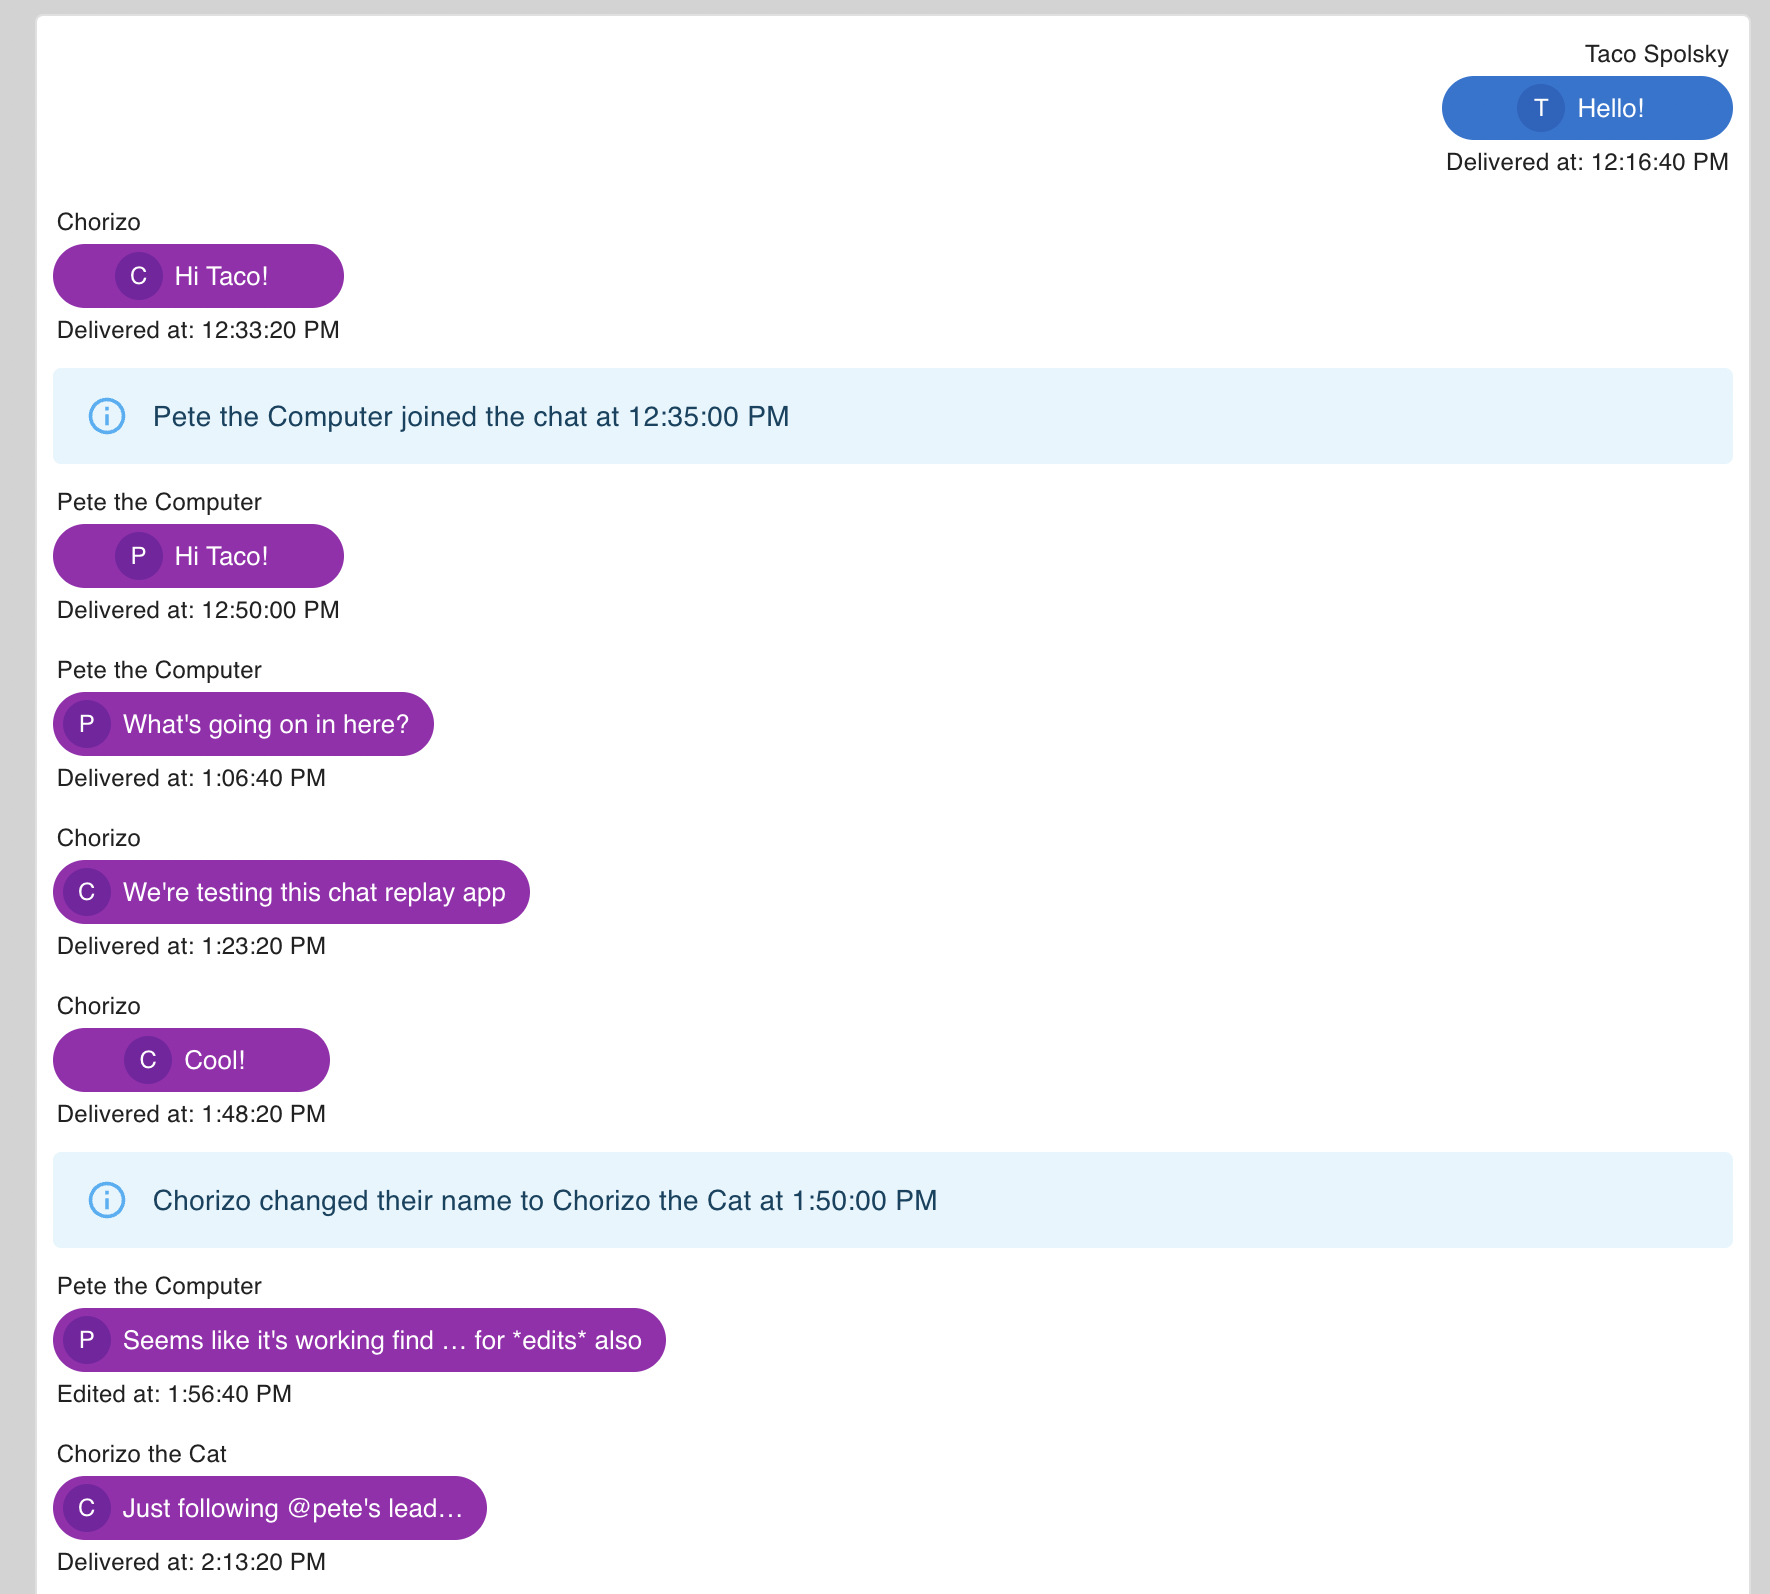 Taco Spolsky
T Hello!
Delivered at: 12:16:40 PM
Chorizo
C Hi Taco!
Delivered at: 12:33:20 PM
Pete the Computer joined the chat at 12:35:00 PM
Pete the Computer
P Hi Taco!
Delivered at: 12:50:00 PM
Pete the Computer
P What's going on in here?
Delivered at: 1:06:40 PM
Chorizo
C We're testing this chat replay app
Delivered at: 1:23:20 PM
Chorizo
C Cool!
Delivered at: 1:48:20 PM
Chorizo changed their name to Chorizo the Cat at 1:50:00 PM
Pete the Computer
P Seems like it's working find … for *edits* also
Edited at: 1:56:40 PM
Chorizo the Cat
C Just following @pete's lead…
Delivered at: 2:13:20 PM